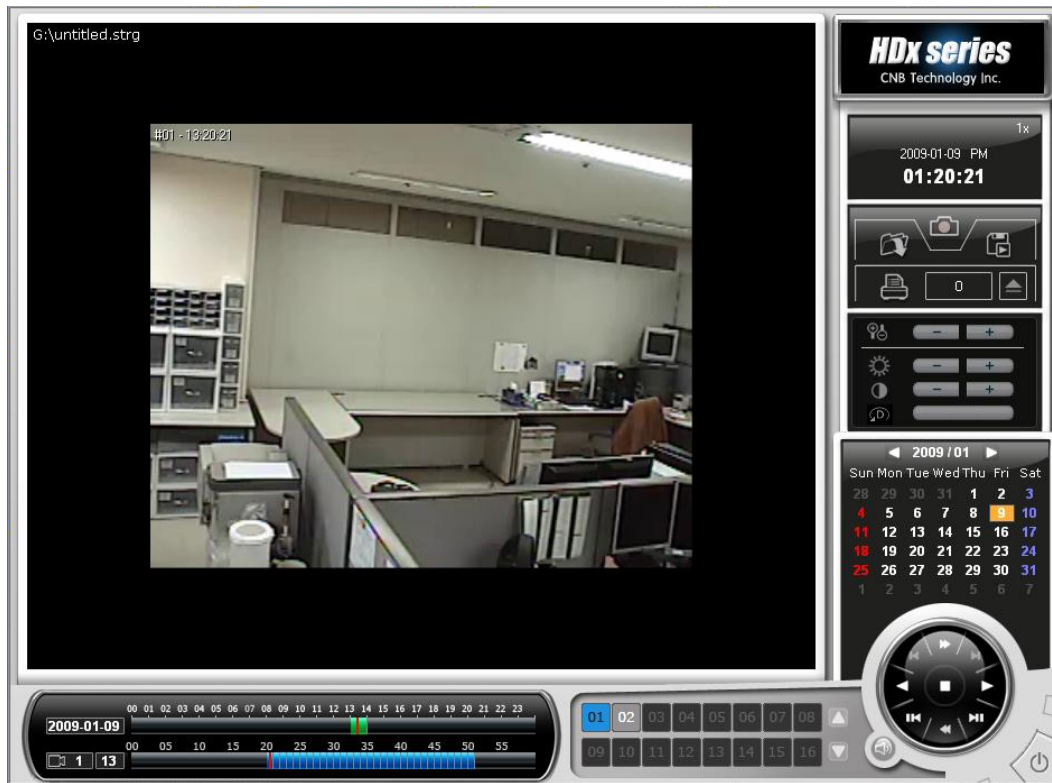 G:\untitled.strg
#01 - 13:20:21
HDx series
CNB Technology Inc.
1x
2009-01-09 PM
01:20:21
0
2009 / 01
Sun Mon Tue Wed Thu Fri Sat
28 29 30 31 1 2 3
4 5 6 7 8 9 10
11 12 13 14 15 16 17
18 19 20 21 22 23 24
25 26 27 28 29 30 31
1 2 3 4 5 6 7
00 01 02 03 04 05 06 07 08 09 10 11 12 13 14 15 16 17 18 19 20 21 22 23
2009-01-09
00 05 10 15 20 25 30 35 40 45 50 55
1 13
01 02 03 04 05 06 07 08
09 10 11 12 13 14 15 16